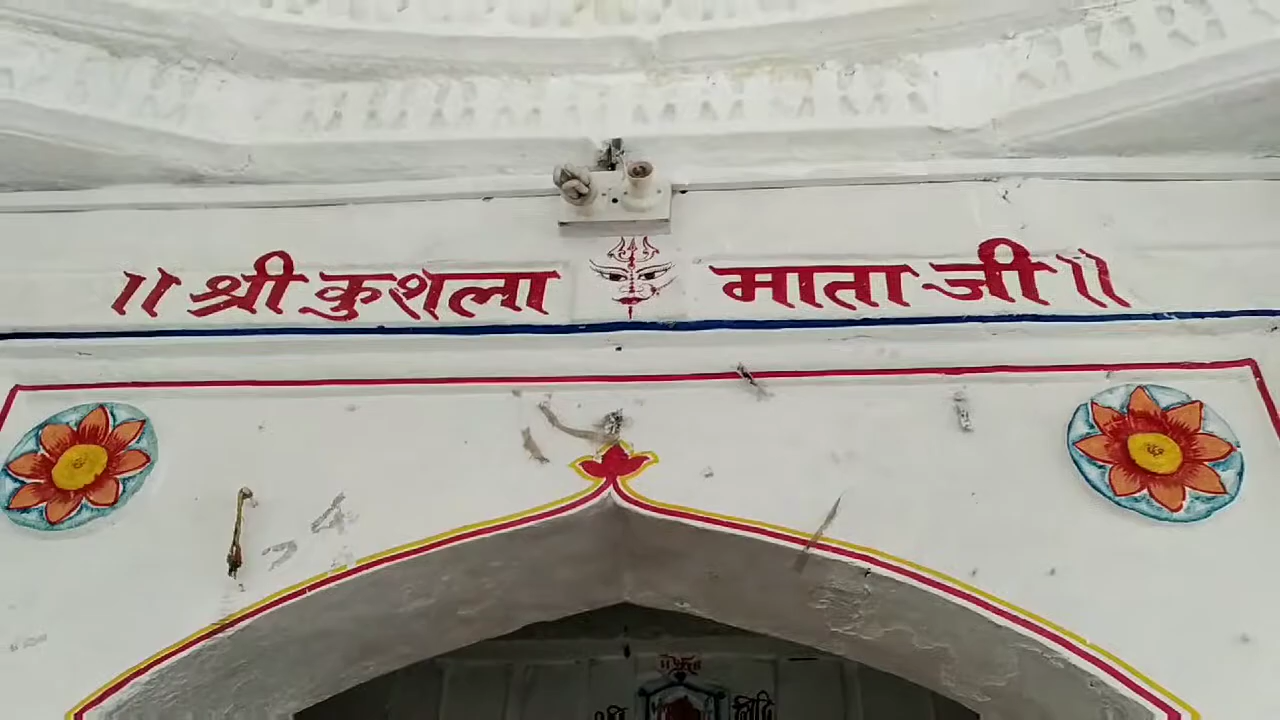 ॥ श्री कुशला माता जी ॥